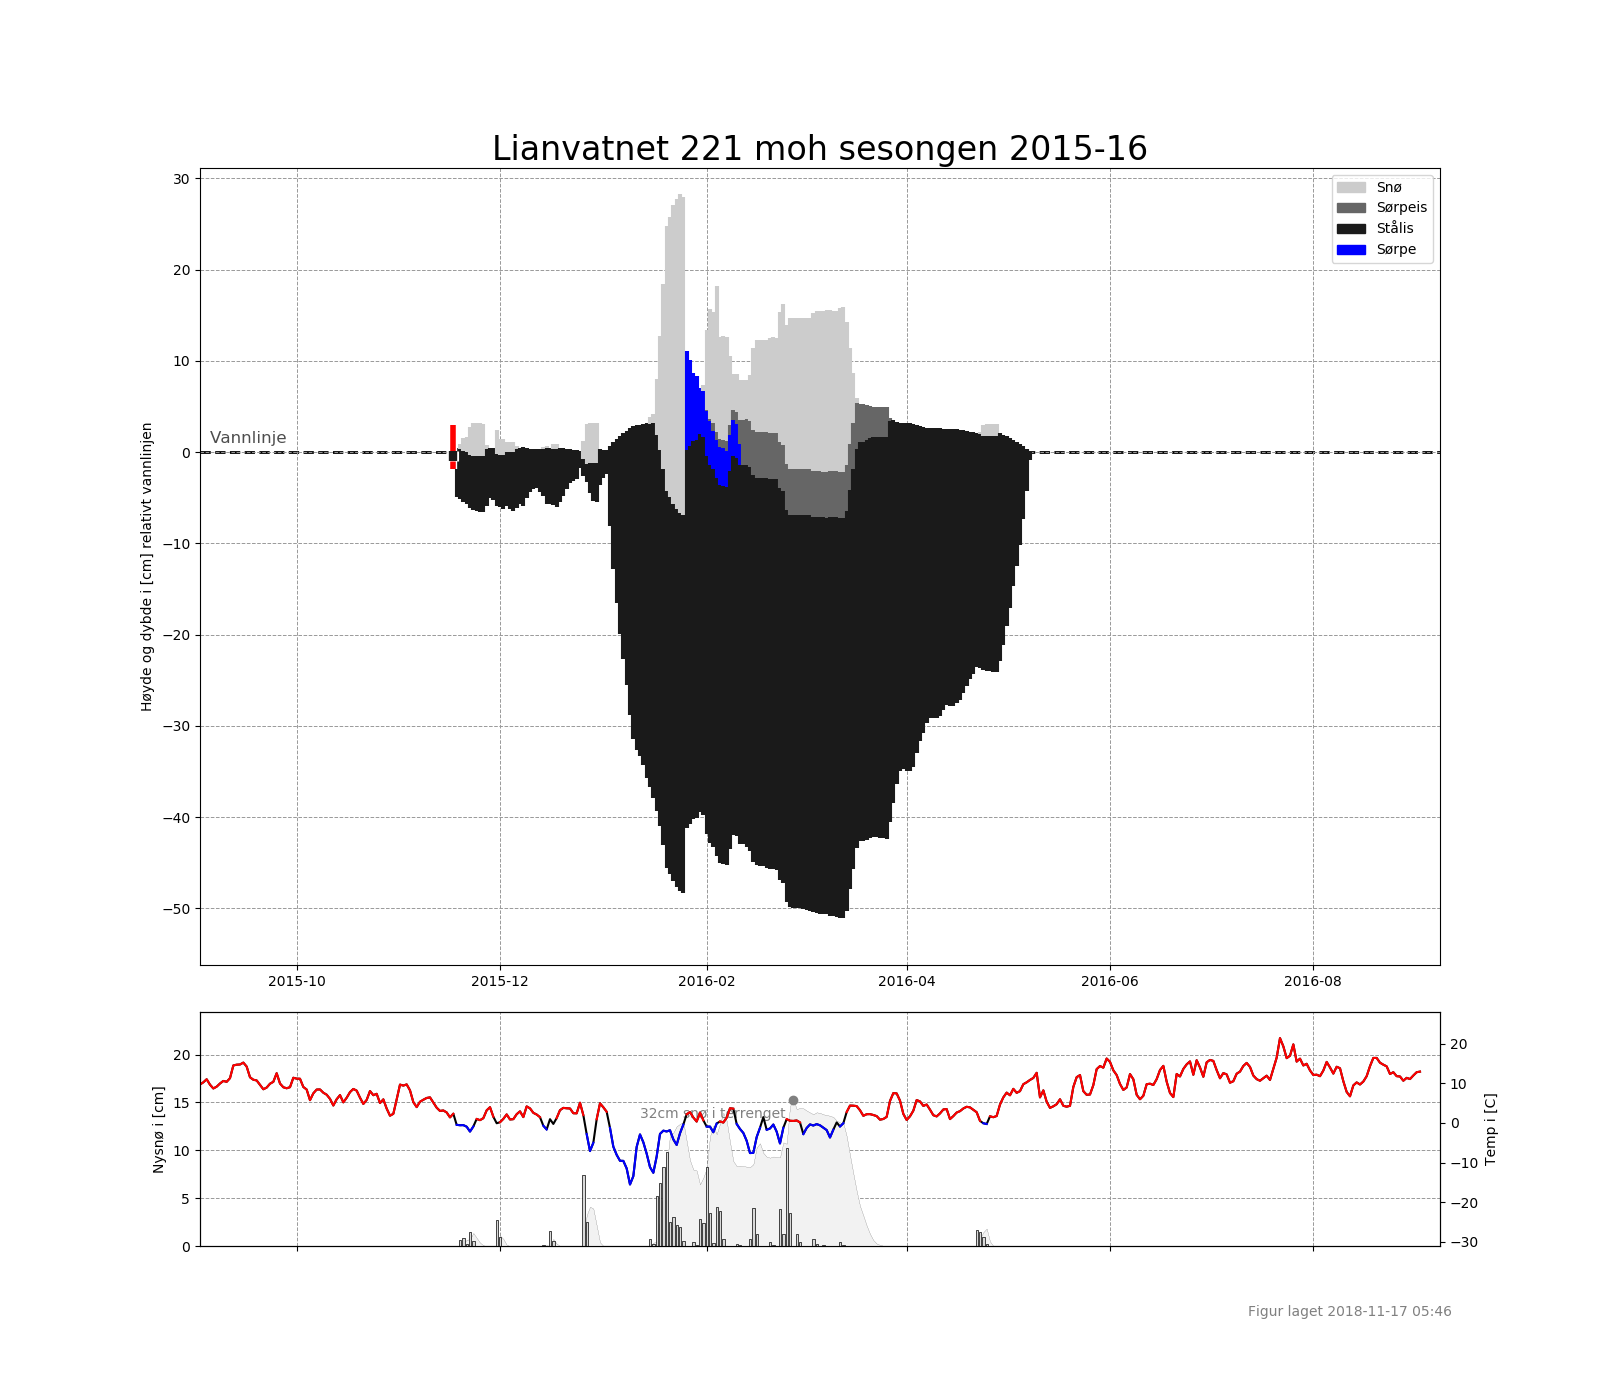 Lianvatnet 221 moh sesongen 2015-16
Høyde og dybde i [cm] relativt vannlinjen
30
20
10
0
−10
−20
−30
−40
−50
Vannlinje
Snø
Sørpeis
Stålis
Sørpe
2015-10
2015-12
2016-02
2016-04
2016-06
2016-08
Nysnø i [cm]
20
15
10
5
0
32cm snø i terrenget
20
10
0
−10
−20
−30
Temp i [C]
Figur laget 2018-11-17 05:46